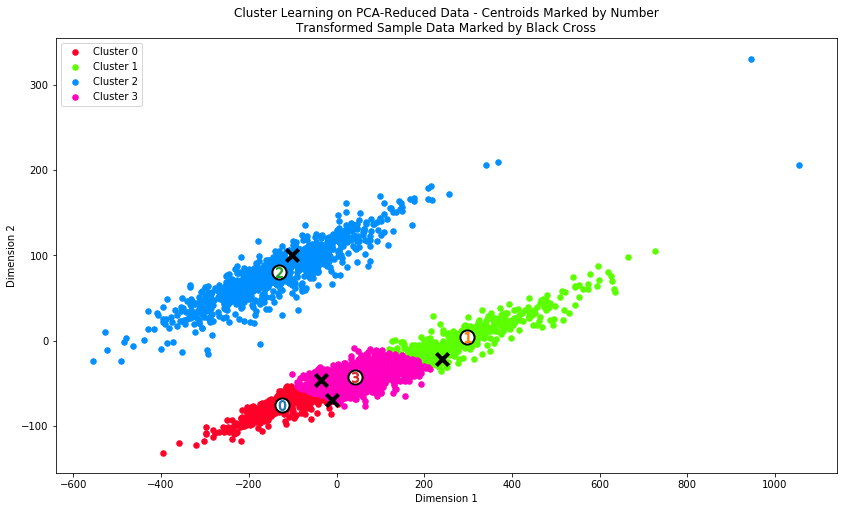 Cluster Learning on PCA-Reduced Data - Centroids Marked by Number
Transformed Sample Data Marked by Black Cross
Cluster 0
Cluster 1
Cluster 2
Cluster 3
Dimension 2
300
200
100
0
−100
2
1
3
0
−600
−400
−200
0
200
400
600
800
1000
Dimension 1